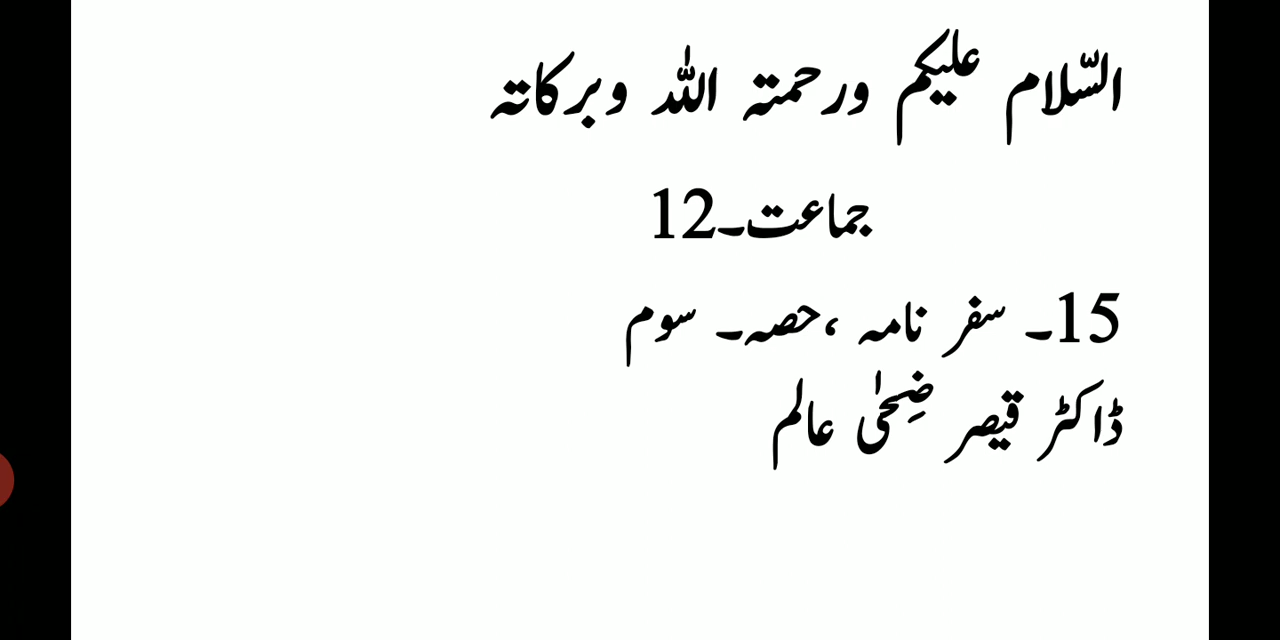 السّلام علیکم ورحمتہ اللہ وبرکاتہ
جماعت۔12
15۔ سفر نامہ ،حصہ۔ سوم
ڈاکٹر قیصر ضِحیٰ عالم